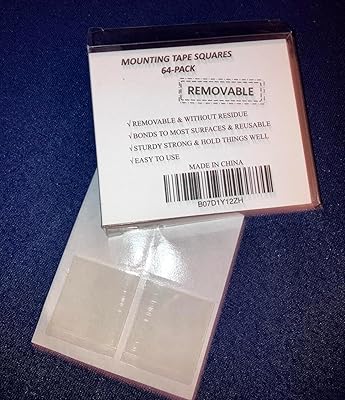 MOUNTING TAPE SQUARES
64-PACK
REMOVABLE
√ REMOVABLE & WITHOUT RESIDUE
√ BONDS TO MOST SURFACES & REUSABLE
√ STURDY STRONG & HOLD THINGS WELL
√ EASY TO USE
MADE IN CHINA
B07D1Y12ZH